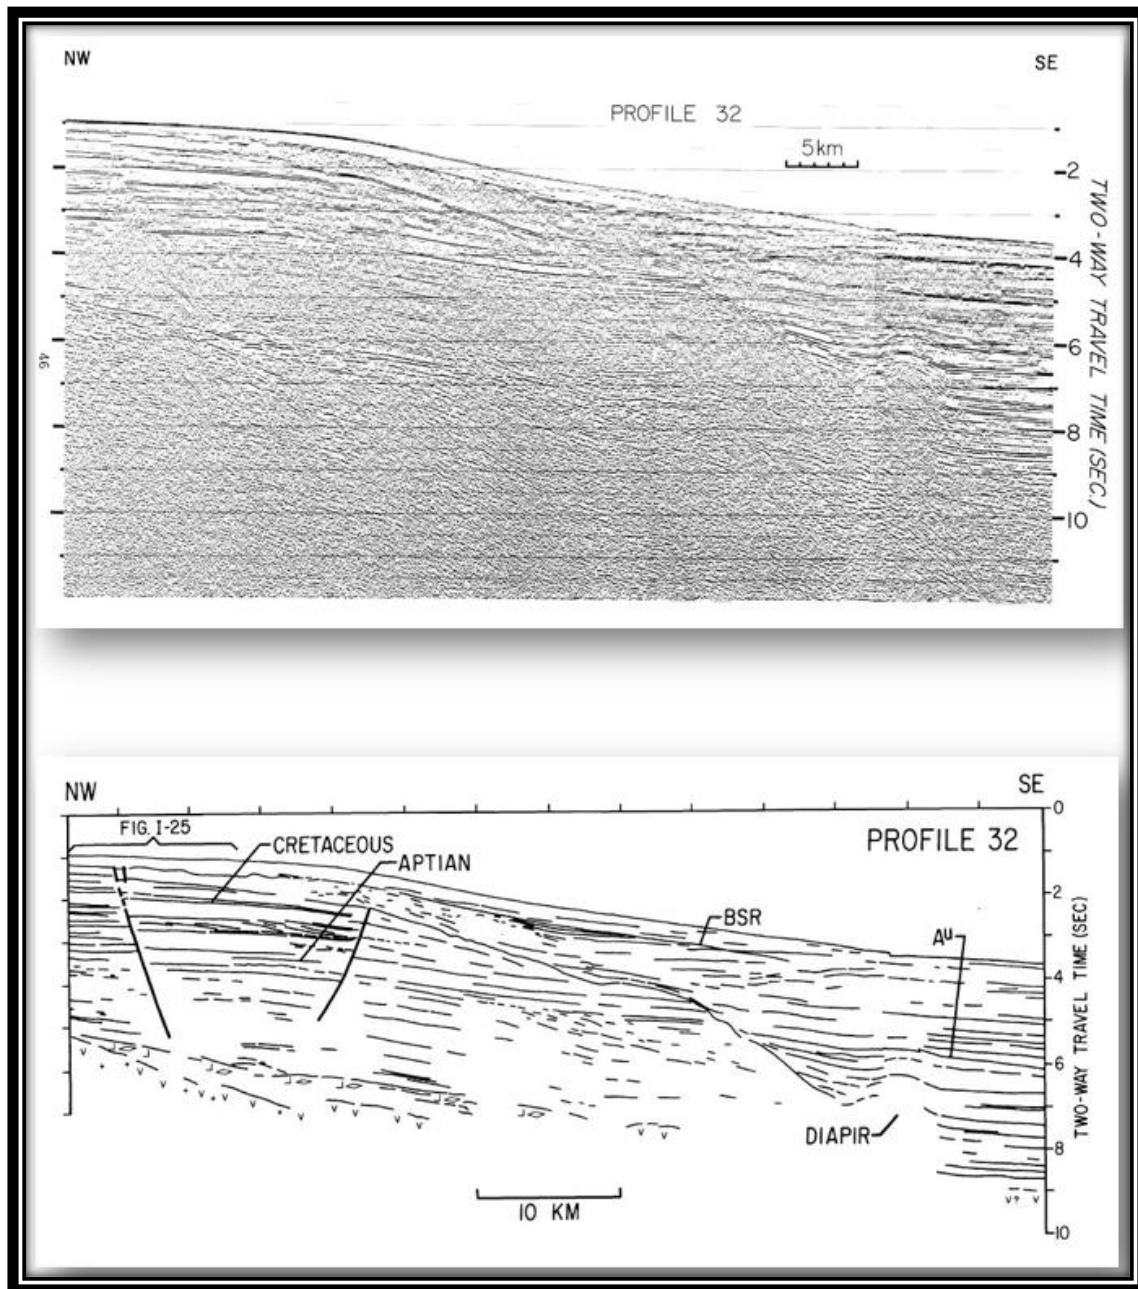 NW
SE
PROFILE 32
5km
2
4
6
8
10
TWO-WAY TRAVEL TIME (SEC.)
46
NW
SE
0
FIG. I-25
CRETACEOUS
APTIAN
PROFILE 32
BSR
AU
2
4
6
8
10
TWO-WAY TRAVEL TIME (SEC)
DIAPIR
10 KM